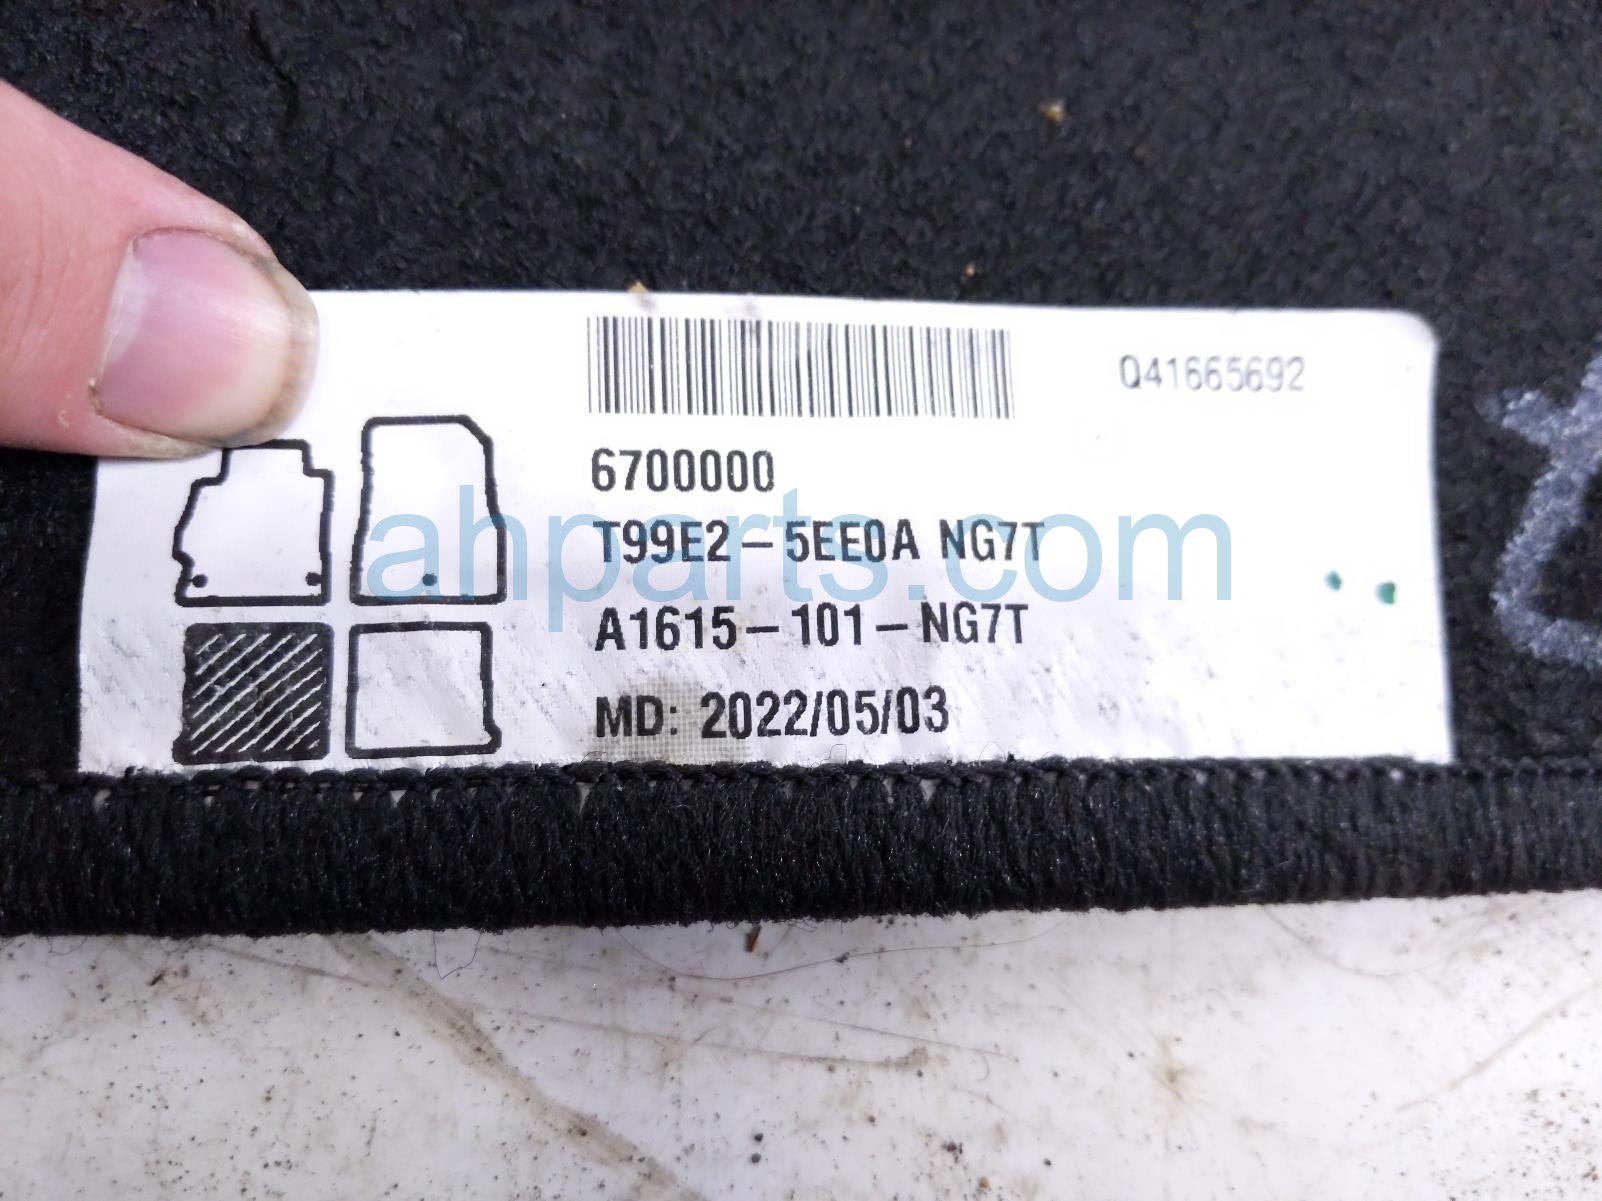 Q41665692
6700000
T99E2-5EE0A NG7T
A1615-101-NG7T
MD: 2022/05/03
ahparts.com